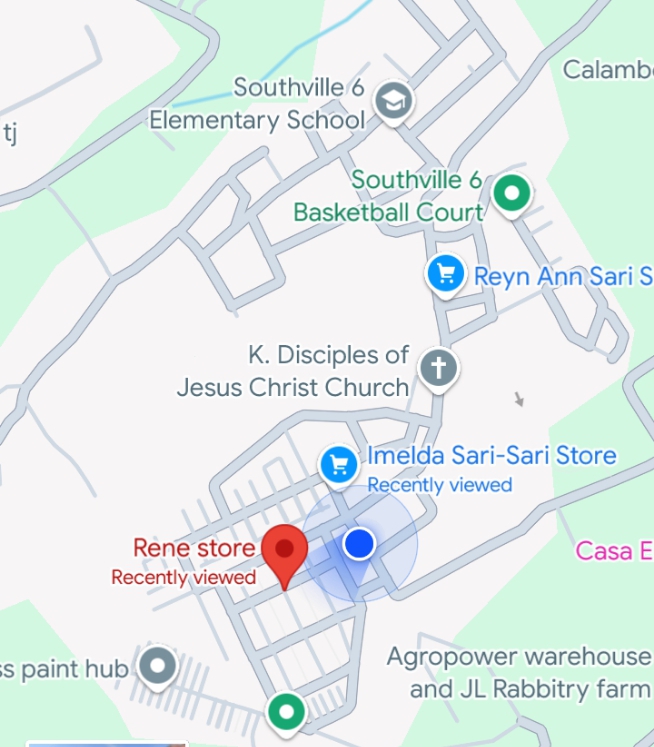 Southville 6
Elementary School
Calamb
tj
Southville 6
Basketball Court
Reyn Ann Sari S
K. Disciples of
Jesus Christ Church
Imelda Sari-Sari Store
Recently viewed
Rene store
Recently viewed
Casa E
ss paint hub
Agropower warehouse
and JL Rabbitry farm